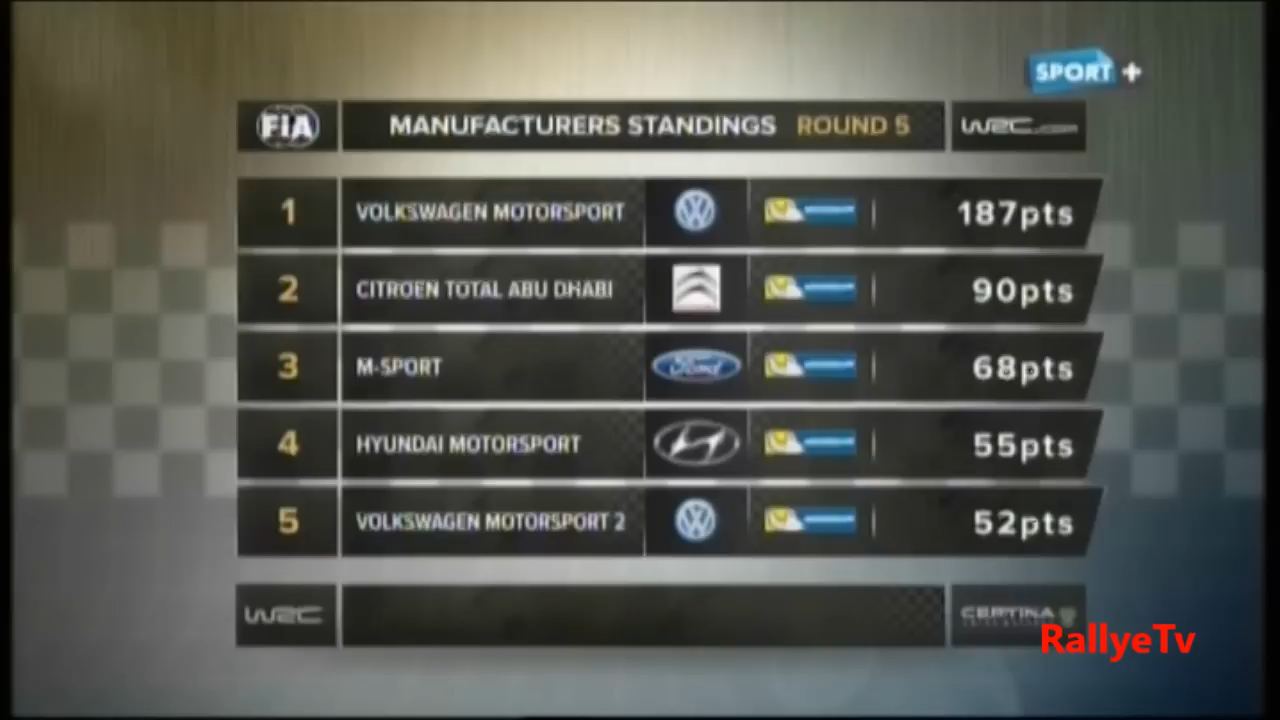 SPORT +
FIA MANUFACTURERS STANDINGS ROUND 5 WRC
1 VOLKSWAGEN MOTORSPORT 187pts
2 CITROEN TOTAL ABU DHABI 90pts
3 M-SPORT Ford 68pts
4 HYUNDAI MOTORSPORT 55pts
5 VOLKSWAGEN MOTORSPORT 2 52pts
WRC CERTINA
RallyeTv